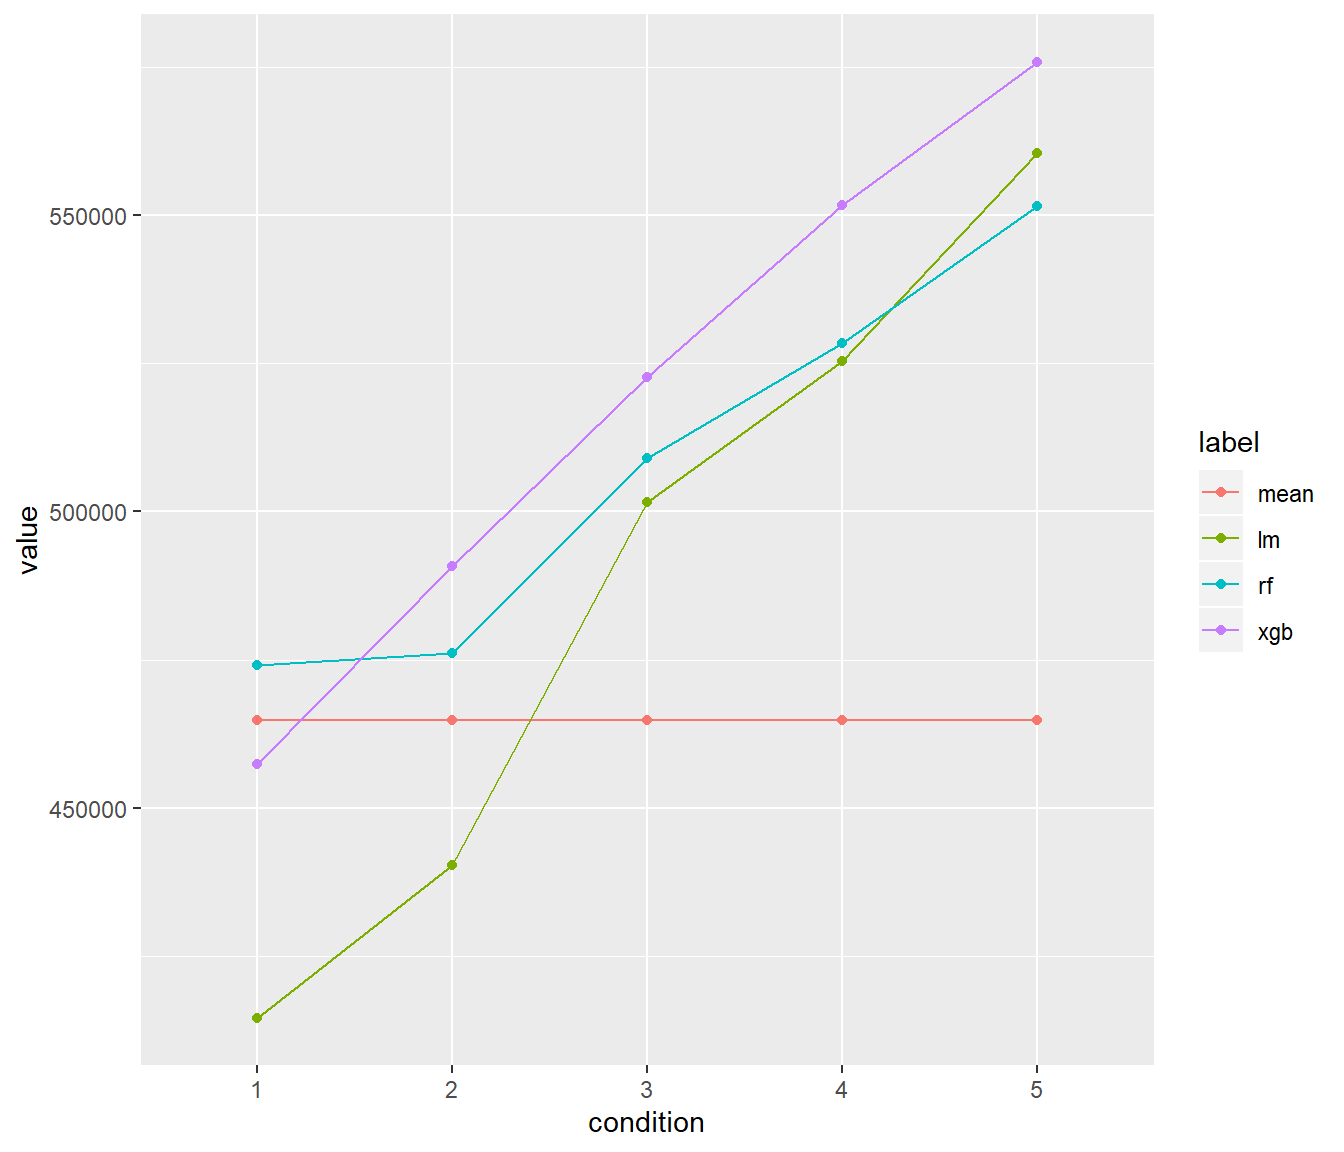 value
550000
500000
450000
1 2 3 4 5
condition
label
mean
lm
rf
xgb